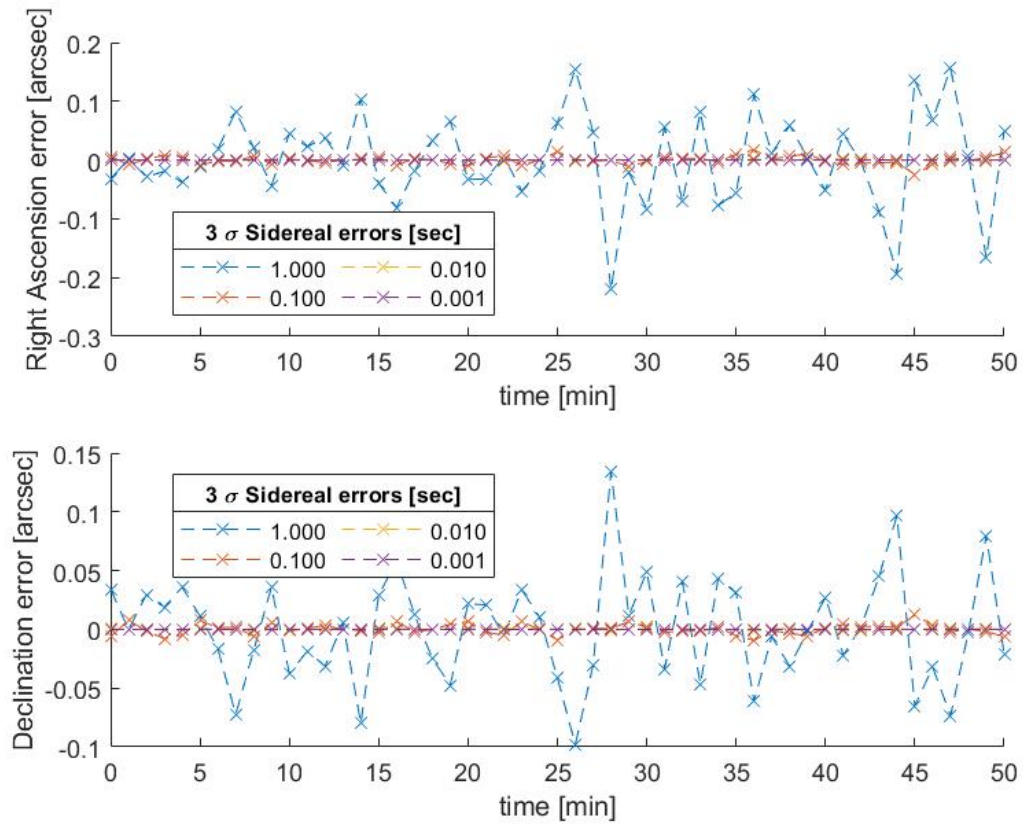 Right Ascension error [arcsec]
0.2
0.1
0
-0.1
-0.2
-0.3
3 σ Sidereal errors [sec]
1.000 0.010
0.100 0.001
0 5 10 15 20 25 30 35 40 45 50
time [min]
Declination error [arcsec]
0.15
0.1
0.05
0
-0.05
-0.1
3 σ Sidereal errors [sec]
1.000 0.010
0.100 0.001
0 5 10 15 20 25 30 35 40 45 50
time [min]